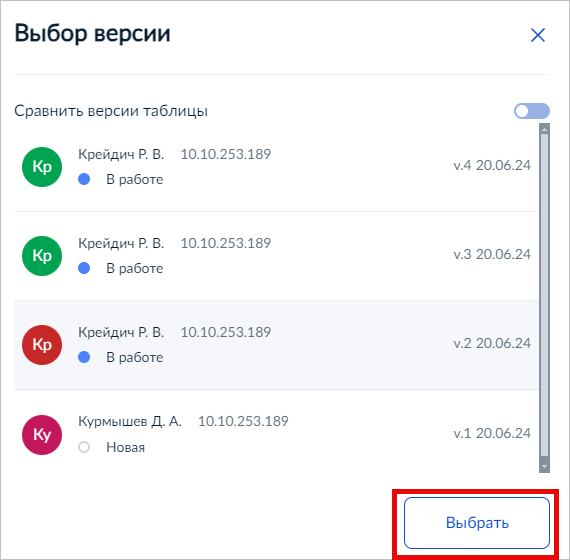 Выбор версии
Сравнить версии таблицы
Кр Крейдич Р. В. 10.10.253.189
В работе
v.4 20.06.24
Кр Крейдич Р. В. 10.10.253.189
В работе
v.3 20.06.24
Кр Крейдич Р. В. 10.10.253.189
В работе
v.2 20.06.24
Ку Курмышев Д. А. 10.10.253.189
Новая
v.1 20.06.24
Выбрать